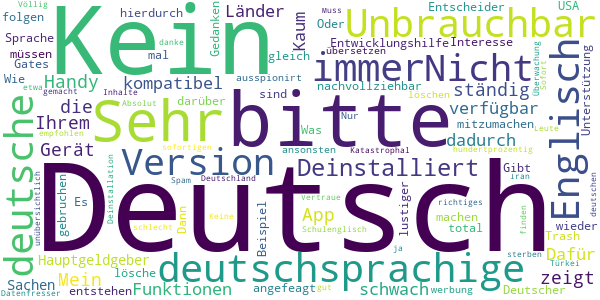 Völlig
Muss
folgen
hierdurch
Kein
Länder
Unbrauchbar
Entscheider
USA
Sprache
danke
Gedanken
Oder
Kaum
Entwicklungshilfe
Interesse
müssen
mal
gleich
übersetzen
Gates
etwa
ausspioniert
immerNicht
Überwachung
Sofort
Englisch
Unterstützung
Wie
Handy
kompatibel
nachvollziehbar
ständig
gemacht
Inhalte
darüber
sind
löschen
Leute
deutsche
die
Absolut
Sehr
bitte
Nur
verfügbar
Ihrem
Was
dadurch
mitzumachen
empfohlen
sofortigen
ansonsten
Katastrophal
hundertprozentig
Gerät
Version
Deinstalliert
Gibt
iran
deutschen
unübersichtlich
gebruchen
Es
Deinstallation
Spam
Deutschland
Deutsch
Vertraue
richtiges
schlecht
Dann
Keine
Schulenglisch
App
lustiger
machen
finden
wieder
Mein
Beispiel
total
Deutscher
Trash
Dafür
Hauptgeldgeber
deutschsprachige
ja
sterben
zeigt
Sachen
lösche
angefeagt
gut
schwach
werbung
Türkei
Datenfresser
entstehen
Funktionen